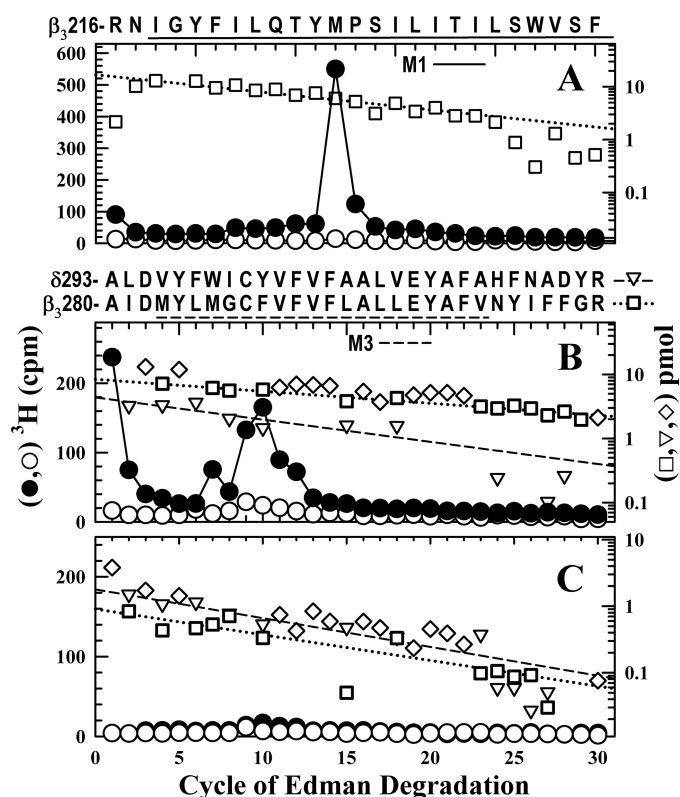 β3216- R N I G Y F I L Q T Y M P S I L I T I L S W V S F
600
500
400
300
200
100
0
M1
A
10
1
0.1
δ293- A L D V Y F W I C Y V F V F A A L V E Y A F A H F N A D Y R
β3280- A I D M Y L M G C F V F V F L A L L E Y A F V N Y I F F G R
M3
B
200
100
0
10
1
0.1
(●,○) ³H (cpm)
(□,▽,◇) pmol
C
200
100
0
10
1
0.1
0 5 10 15 20 25 30
Cycle of Edman Degradation